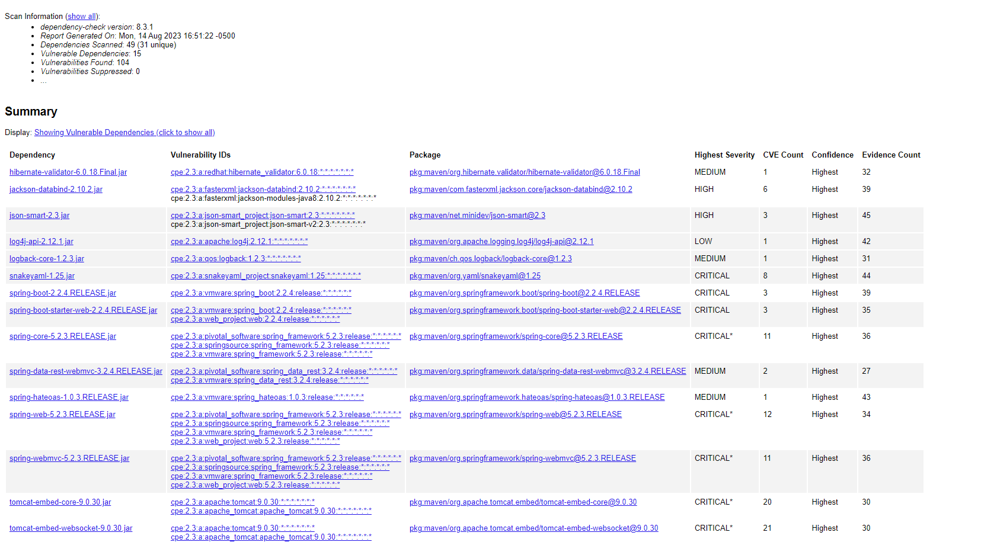 Scan Information (show all):
• dependency-check version: 8.3.1
• Report Generated On: Mon, 14 Aug 2023 16:51:22 -0500
• Dependencies Scanned: 49 (31 unique)
• Vulnerable Dependencies: 15
• Vulnerabilities Found: 104
• Vulnerabilities Suppressed: 0
• ...
Summary
Display: Showing Vulnerable Dependencies (click to show all)
Dependency Vulnerability IDs Package Highest Severity CVE Count Confidence Evidence Count
hibernate-validator-6.0.18.Final.jar cpe:2.3:a:redhat:hibernate_validator:6.0.18:*:*:*:*:*:*:* pkg:maven/org.hibernate.validator/hibernate-validator@6.0.18.Final MEDIUM 1 Highest 32
jackson-databind-2.10.2.jar cpe:2.3:a:fasterxml:jackson-databind:2.10.2:*:*:*:*:*:*:* pkg:maven/com.fasterxml.jackson.core/jackson-databind@2.10.2 HIGH 6 Highest 39
cpe:2.3:a:fasterxml:jackson-modules-java8:2.10.2:*:*:*:*:*:*:*
json-smart-2.3.jar cpe:2.3:a:json-smart_project:json-smart:2.3:*:*:*:*:*:*:* pkg:maven/net.minidev/json-smart@2.3 HIGH 3 Highest 45
cpe:2.3:a:json-smart_project:json-smart-v2:2.3:*:*:*:*:*:*:*
log4j-api-2.12.1.jar cpe:2.3:a:apache:log4j:2.12.1:*:*:*:*:*:*:* pkg:maven/org.apache.logging.log4j/log4j-api@2.12.1 LOW 1 Highest 42
logback-core-1.2.3.jar cpe:2.3:a:qos:logback:1.2.3:*:*:*:*:*:*:* pkg:maven/ch.qos.logback/logback-core@1.2.3 MEDIUM 1 Highest 31
snakeyaml-1.25.jar cpe:2.3:a:snakeyaml_project:snakeyaml:1.25:*:*:*:*:*:*:* pkg:maven/org.yaml/snakeyaml@1.25 CRITICAL 8 Highest 44
spring-boot-2.2.4.RELEASE.jar cpe:2.3:a:vmware:spring_boot:2.2.4:release:*:*:*:*:*:* pkg:maven/org.springframework.boot/spring-boot@2.2.4.RELEASE CRITICAL 3 Highest 39
spring-boot-starter-web-2.2.4.RELEASE.jar cpe:2.3:a:vmware:spring_boot:2.2.4:release:*:*:*:*:*:* pkg:maven/org.springframework.boot/spring-boot-starter-web@2.2.4.RELEASE CRITICAL 3 Highest 35
cpe:2.3:a:web_project:web:2.2.4:release:*:*:*:*:*:*
spring-core-5.2.3.RELEASE.jar cpe:2.3:a:pivotal_software:spring_framework:5.2.3:release:*:*:*:*:*:* pkg:maven/org.springframework/spring-core@5.2.3.RELEASE CRITICAL* 11 Highest 36
cpe:2.3:a:springsource:spring_framework:5.2.3:release:*:*:*:*:*:*
cpe:2.3:a:vmware:spring_framework:5.2.3:release:*:*:*:*:*:*
spring-data-rest-webmvc-3.2.4.RELEASE.jar cpe:2.3:a:pivotal_software:spring_data_rest:3.2.4:release:*:*:*:*:*:* pkg:maven/org.springframework.data/spring-data-rest-webmvc@3.2.4.RELEASE MEDIUM 2 Highest 27
cpe:2.3:a:vmware:spring_data_rest:3.2.4:release:*:*:*:*:*:*
spring-hateoas-1.0.3.RELEASE.jar cpe:2.3:a:vmware:spring_hateoas:1.0.3:release:*:*:*:*:*:* pkg:maven/org.springframework.hateoas/spring-hateoas@1.0.3.RELEASE MEDIUM 1 Highest 43
spring-web-5.2.3.RELEASE.jar cpe:2.3:a:pivotal_software:spring_framework:5.2.3:release:*:*:*:*:*:* pkg:maven/org.springframework/spring-web@5.2.3.RELEASE CRITICAL* 12 Highest 34
cpe:2.3:a:springsource:spring_framework:5.2.3:release:*:*:*:*:*:*
cpe:2.3:a:vmware:spring_framework:5.2.3:release:*:*:*:*:*:*
cpe:2.3:a:web_project:web:5.2.3:release:*:*:*:*:*:*
spring-webmvc-5.2.3.RELEASE.jar cpe:2.3:a:pivotal_software:spring_framework:5.2.3:release:*:*:*:*:*:* pkg:maven/org.springframework/spring-webmvc@5.2.3.RELEASE CRITICAL* 11 Highest 36
cpe:2.3:a:springsource:spring_framework:5.2.3:release:*:*:*:*:*:*
cpe:2.3:a:vmware:spring_framework:5.2.3:release:*:*:*:*:*:*
cpe:2.3:a:web_project:web:5.2.3:release:*:*:*:*:*:*
tomcat-embed-core-9.0.30.jar cpe:2.3:a:apache:tomcat:9.0.30:*:*:*:*:*:*:* pkg:maven/org.apache.tomcat.embed/tomcat-embed-core@9.0.30 CRITICAL* 20 Highest 30
cpe:2.3:a:apache_tomcat:apache_tomcat:9.0.30:*:*:*:*:*:*:*
tomcat-embed-websocket-9.0.30.jar cpe:2.3:a:apache:tomcat:9.0.30:*:*:*:*:*:*:* pkg:maven/org.apache.tomcat.embed/tomcat-embed-websocket@9.0.30 CRITICAL* 21 Highest 30
cpe:2.3:a:apache_tomcat:apache_tomcat:9.0.30:*:*:*:*:*:*:*